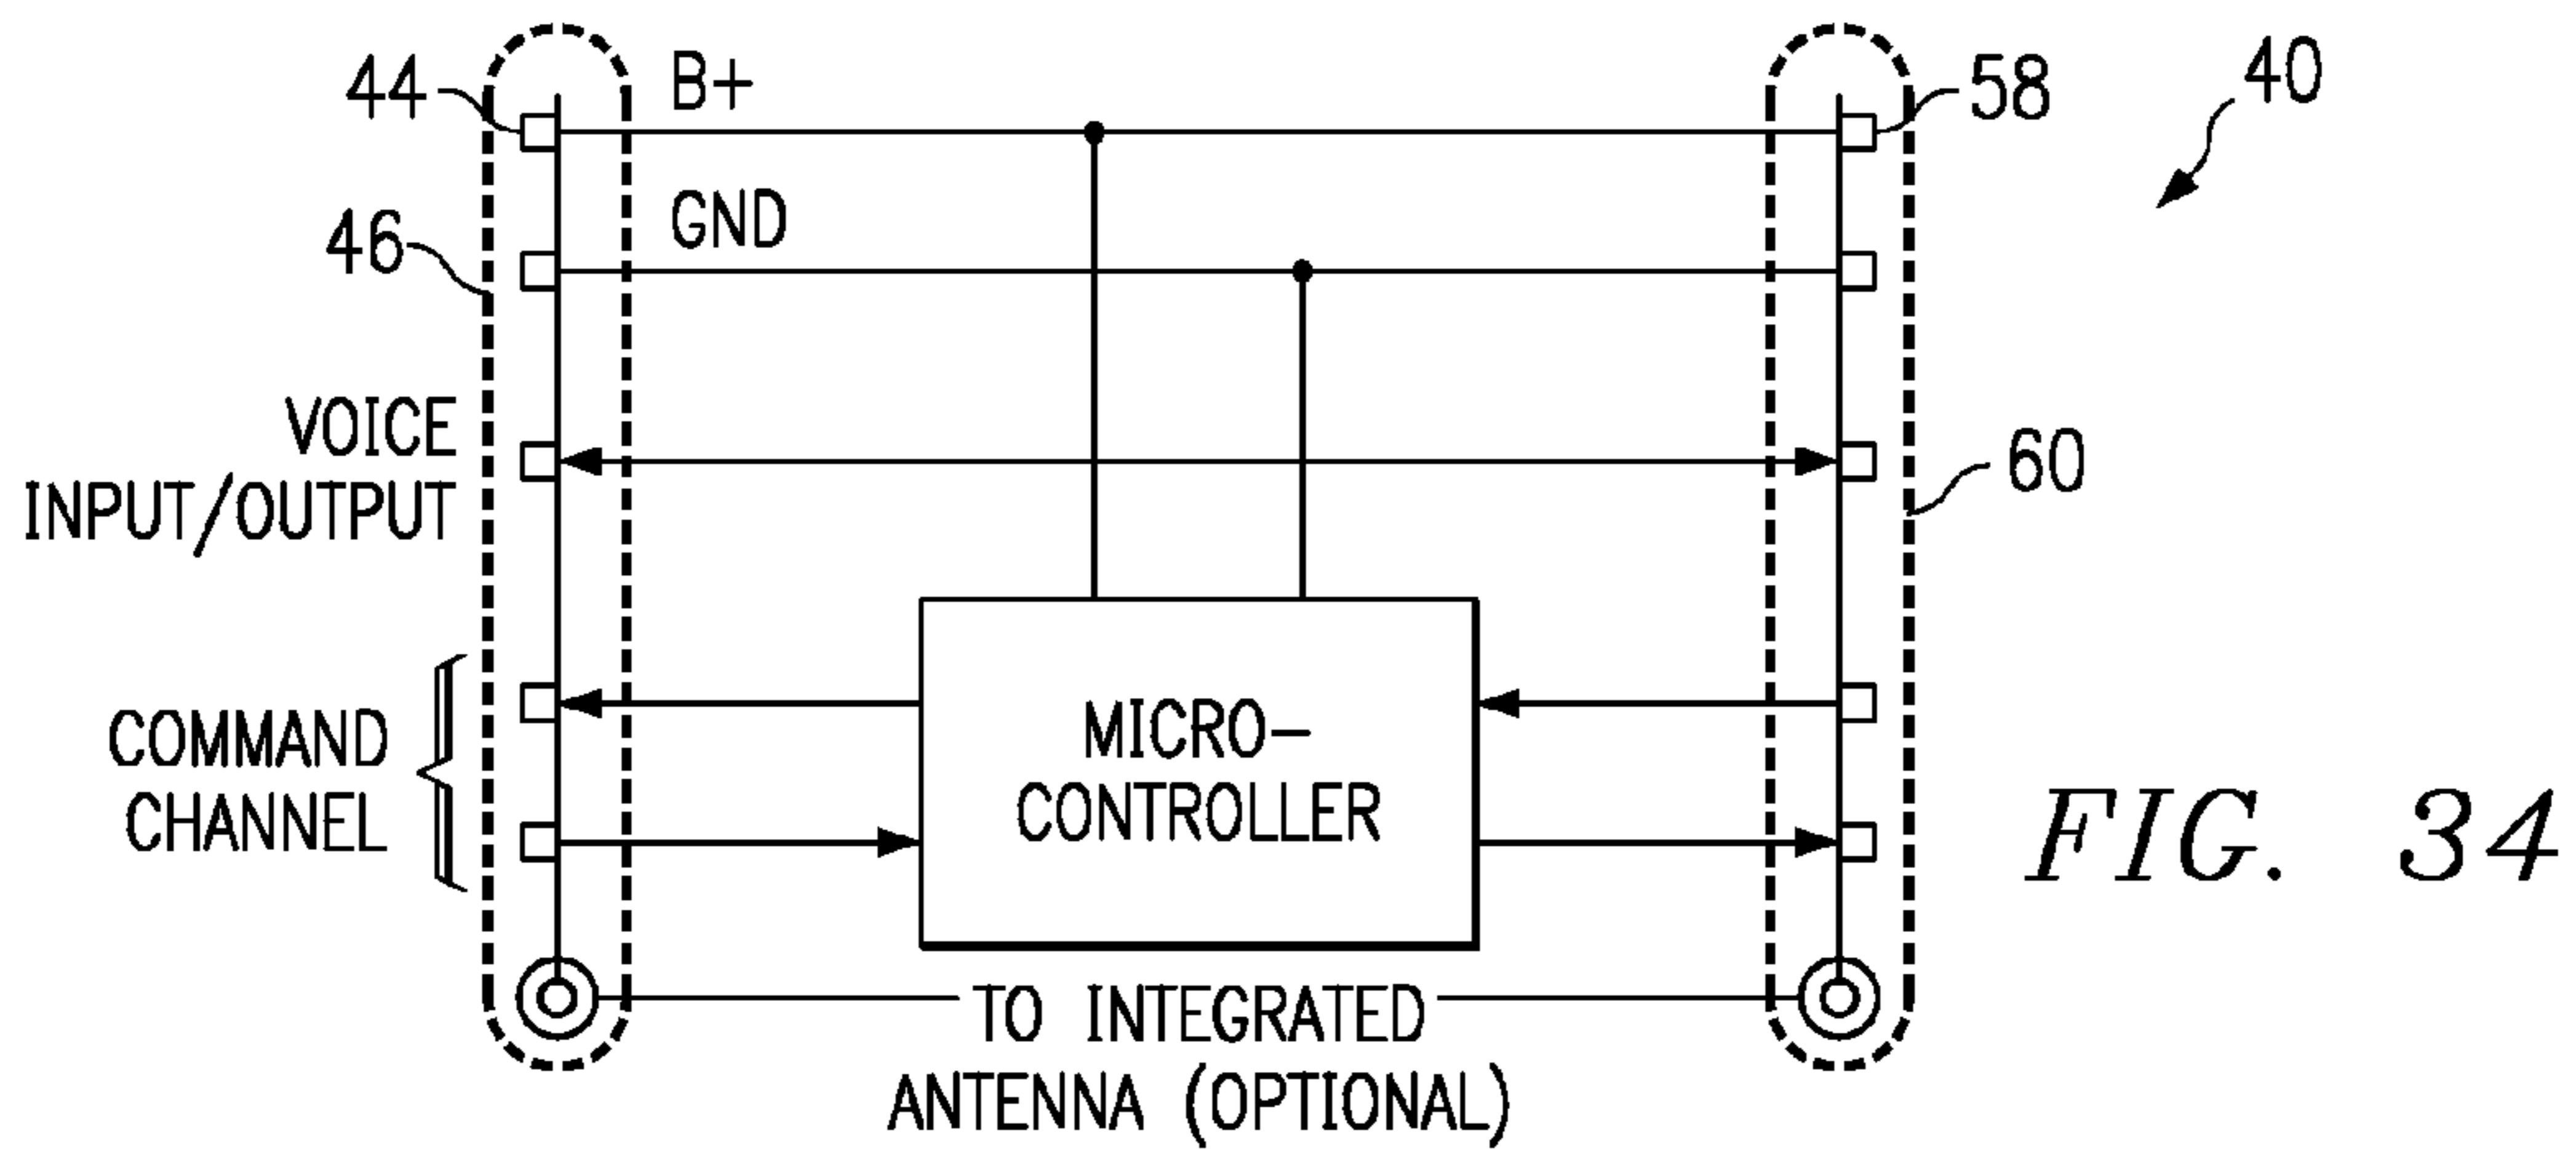 44
B+
58
40
46
GND
VOICE
INPUT/OUTPUT
60
COMMAND
CHANNEL
MICRO-
CONTROLLER
FIG. 34
TO INTEGRATED
ANTENNA (OPTIONAL)